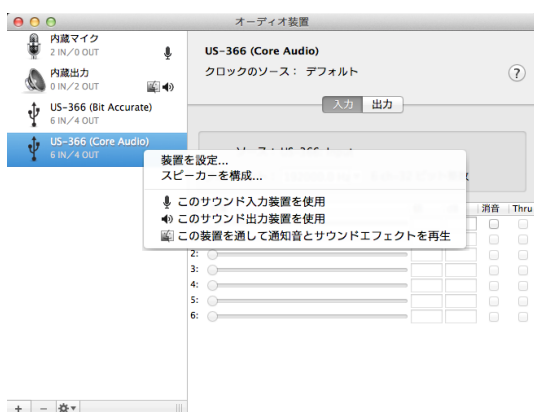 オーディオ装置
内蔵マイク
2 IN/0 OUT
内蔵出力
0 IN/2 OUT
US-366 (Bit Accurate)
6 IN/4 OUT
US-366 (Core Audio)
6 IN/4 OUT
+ −
US-366 (Core Audio)
クロックのソース: デフォルト
?
入力 出力
装置を設定...
スピーカーを構成...
このサウンド入力装置を使用
このサウンド出力装置を使用
この装置を通して通知音とサウンドエフェクトを再生
消音 Thru
2:
3:
4:
5:
6: